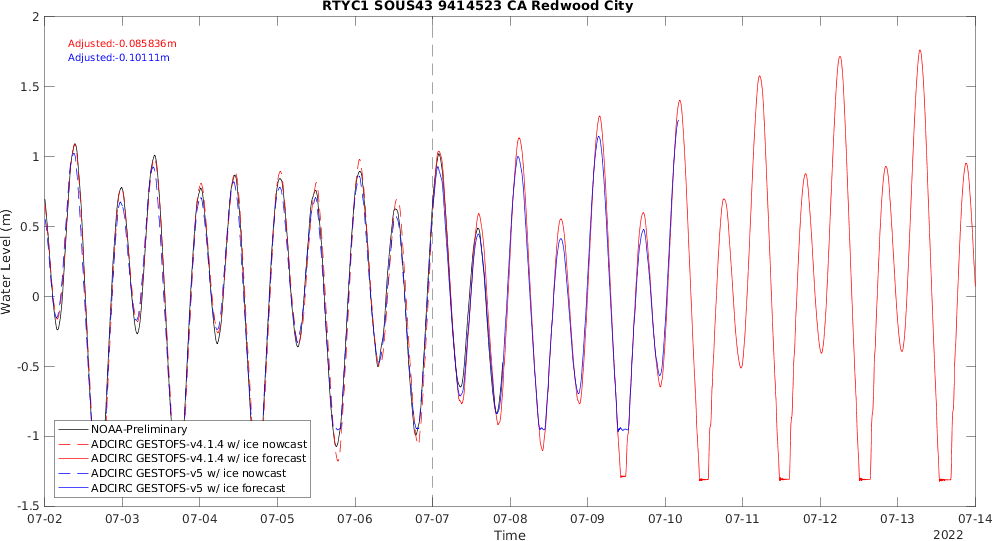 RTYC1 SOUS43 9414523 CA Redwood City
2
1.5
1
0.5
0
-0.5
-1
-1.5
Water Level (m)
Adjusted:-0.085836m
Adjusted:-0.10111m
NOAA-Preliminary
ADCIRC GESTOFS-v4.1.4 w/ ice nowcast
ADCIRC GESTOFS-v4.1.4 w/ ice forecast
ADCIRC GESTOFS-v5 w/ ice nowcast
ADCIRC GESTOFS-v5 w/ ice forecast
07-02 07-03 07-04 07-05 07-06 07-07 07-08 07-09 07-10 07-11 07-12 07-13 07-14
Time
2022